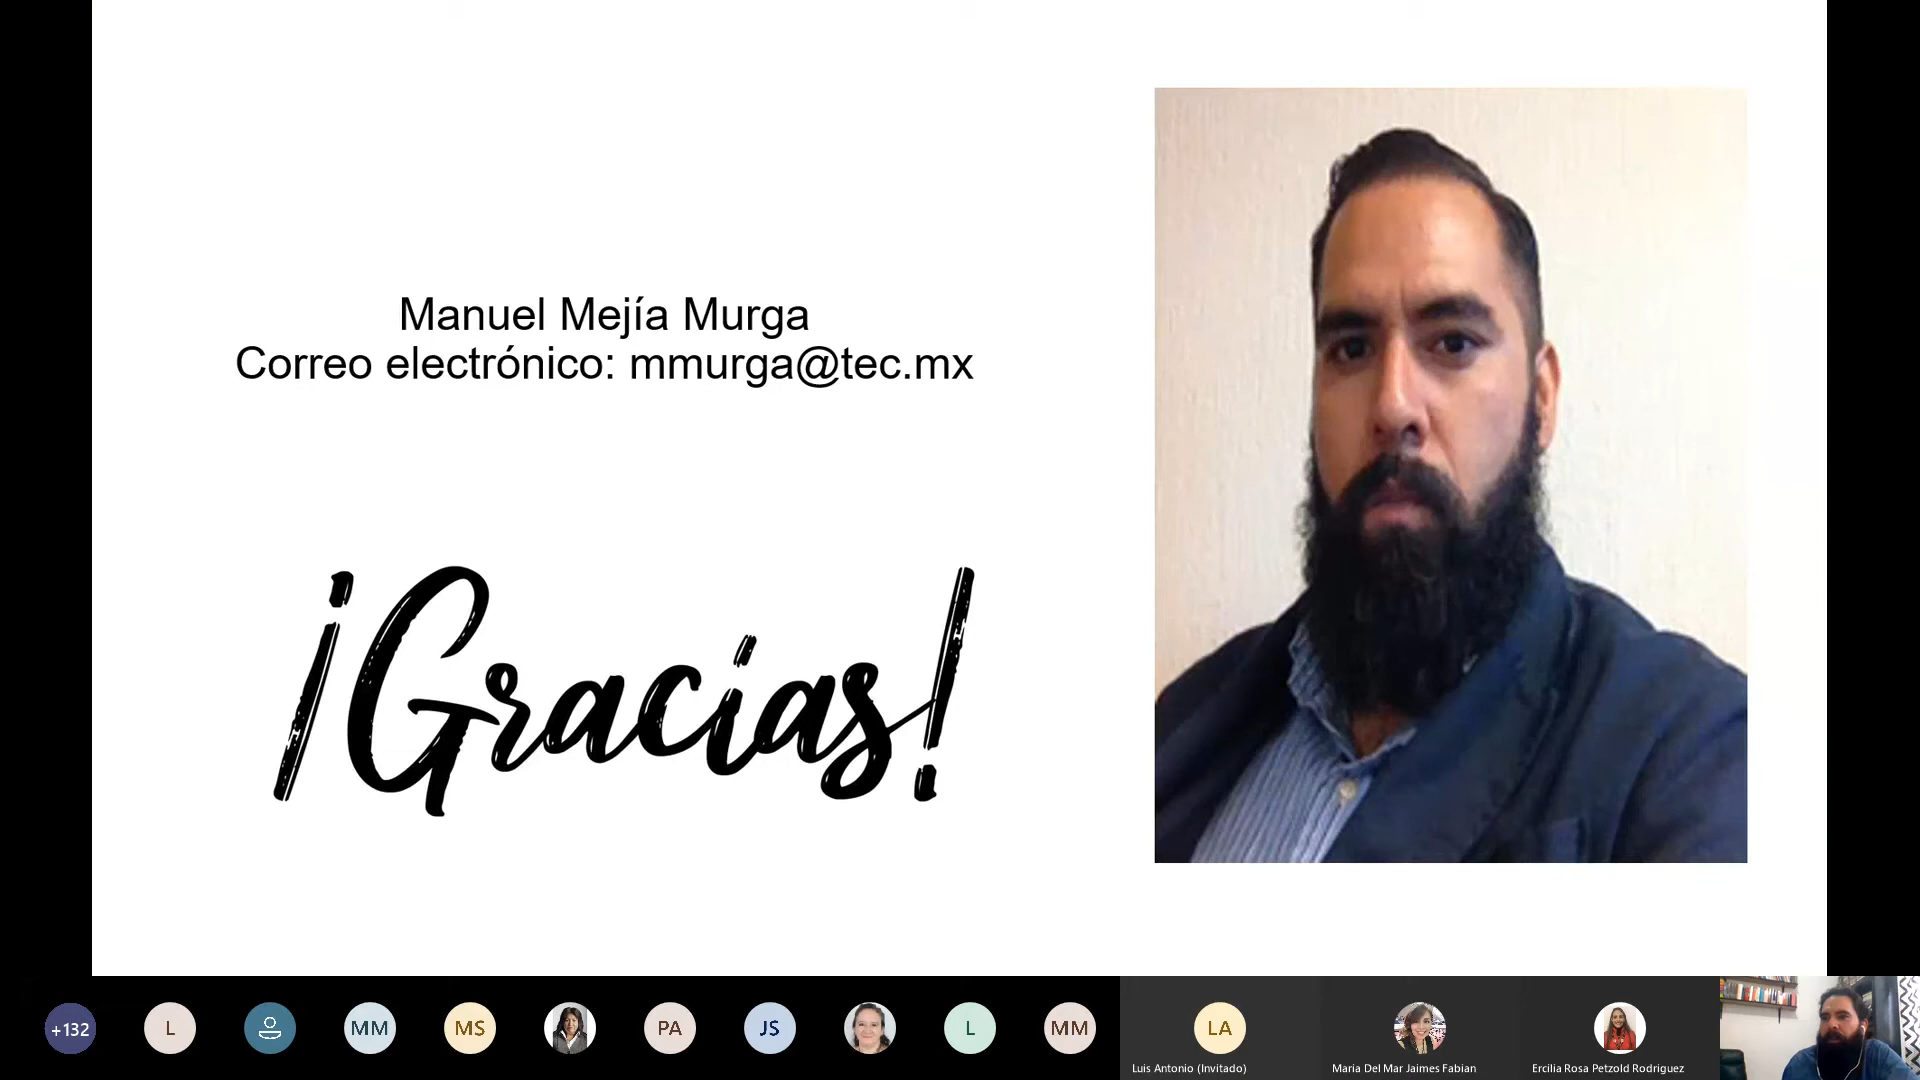 Manuel Mejía Murga
Correo electrónico: mmurga@tec.mx
¡Gracias!
+132
L
MM
MS
PA
JS
L
MM
LA
Luis Antonio (Invitado)
Maria Del Mar Jaimes Fabian
Ercilia Rosa Petzold Rodriguez